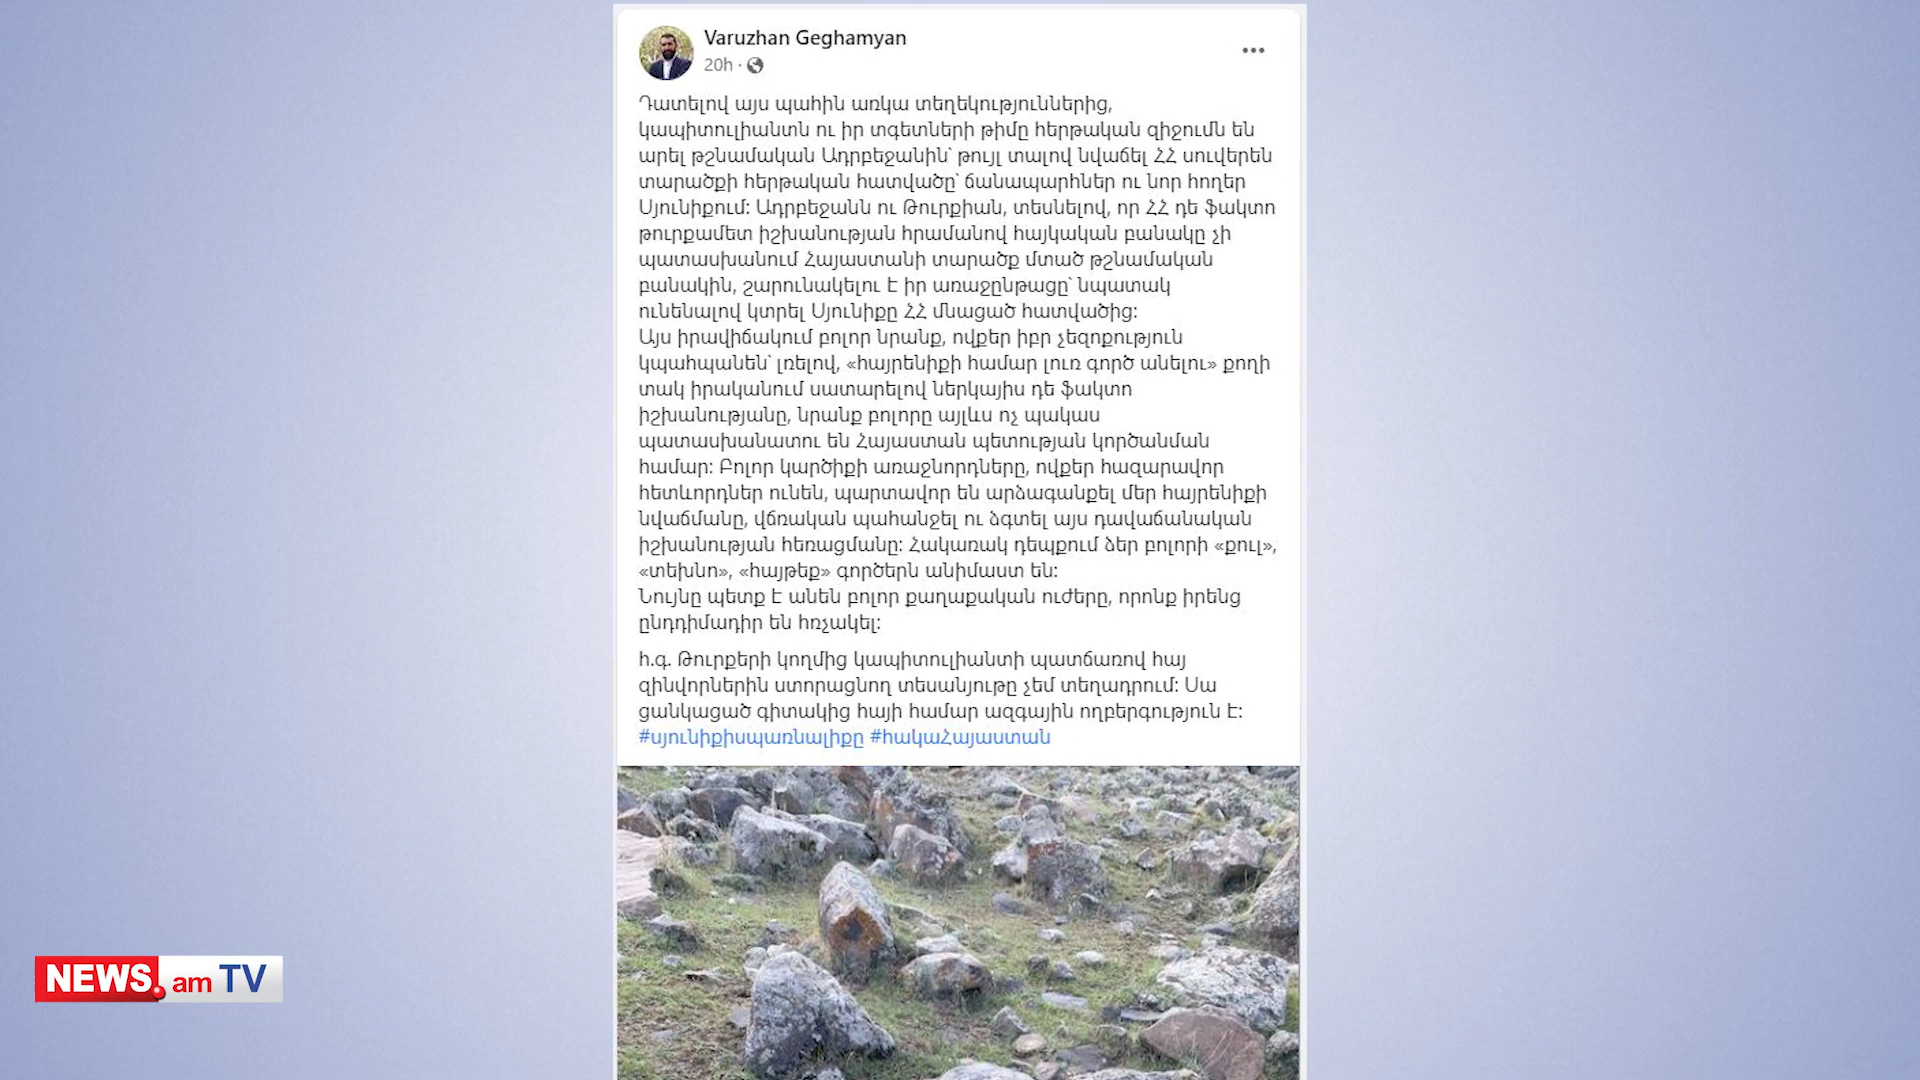 Varuzhan Geghamyan
20h ·
Դատելով այս պահին առկա տեղեկություններից,
կապիտուլիանտն ու իր տգետների թիմը հերթական զիջումն են
արել թշնամական Ադրբեջանին՝ թույլ տալով նվաճել ՀՀ սուվերեն
տարածքի հերթական հատվածը՝ ճանապարհներ ու նոր հողեր
Սյունիքում: Ադրբեջանն ու Թուրքիան, տեսնելով, որ ՀՀ դե ֆակտո
թուրքամետ իշխանության հրամանով հայկական բանակը չի
պատասխանում Հայաստանի տարածք մտած թշնամական
բանակին, շարունակելու է իր առաջընթացը՝ նպատակ
ունենալով կտրել Սյունիքը ՀՀ մնացած հատվածից:
Այս իրավիճակում բոլոր նրանք, ովքեր իբր չեզոքություն
կպահպանեն՝ լռելով, «հայրենիքի համար լուռ գործ անելու» քողի
տակ իրականում սատարելով ներկայիս դե ֆակտո
իշխանությանը, նրանք բոլորը այլևս ոչ պակաս
պատասխանատու են Հայաստան պետության կործանման
համար: Բոլոր կարծիքի առաջնորդները, ովքեր հազարավոր
հետևորդներ ունեն, պարտավոր են արձագանքել մեր հայրենիքի
նվաճմանը, վճռական պահանջել ու ձգտել այս դավաճանական
իշխանության հեռացմանը: Հակառակ դեպքում ձեր բոլորի «քուլ»,
«տեխնո», «հայթեք» գործերն անիմաստ են:
Նույնը պետք է անեն բոլոր քաղաքական ուժերը, որոնք իրենց
ընդդիմադիր են հռչակել:
հ.գ. Թուրքերի կողմից կապիտուլիանտի պատճառով հայ
զինվորներին ստորացնող տեսանյութը չեմ տեղադրում: Սա
ցանկացած գիտակից հայի համար ազգային ողբերգություն է:
#սյունիքիսպառնալիքը #հակաՀայաստան
NEWS.am TV